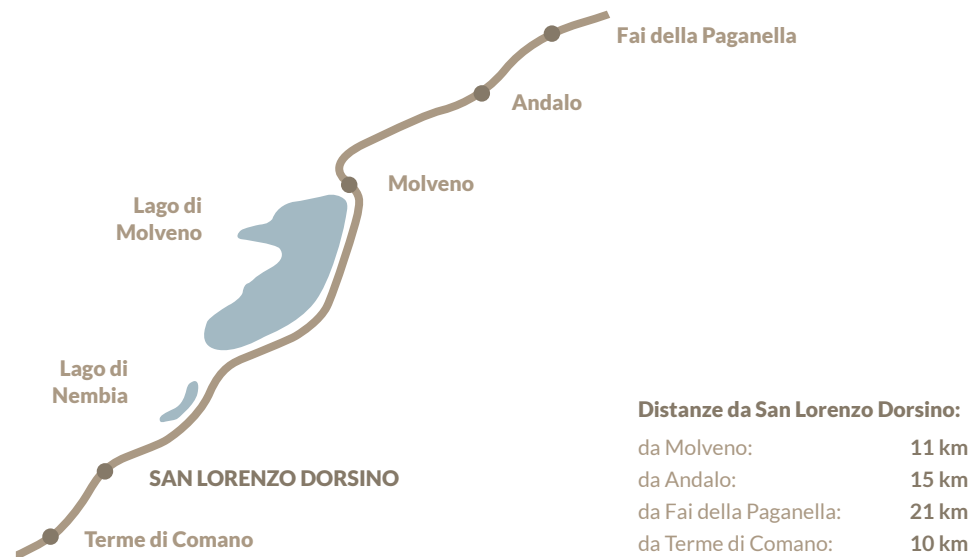 Fai della Paganella
Andalo
Molveno
Lago di
Molveno
Lago di
Nembia
SAN LORENZO DORSINO
Terme di Comano
Distanze da San Lorenzo Dorsino:
da Molveno: 11 km
da Andalo: 15 km
da Fai della Paganella: 21 km
da Terme di Comano: 10 km